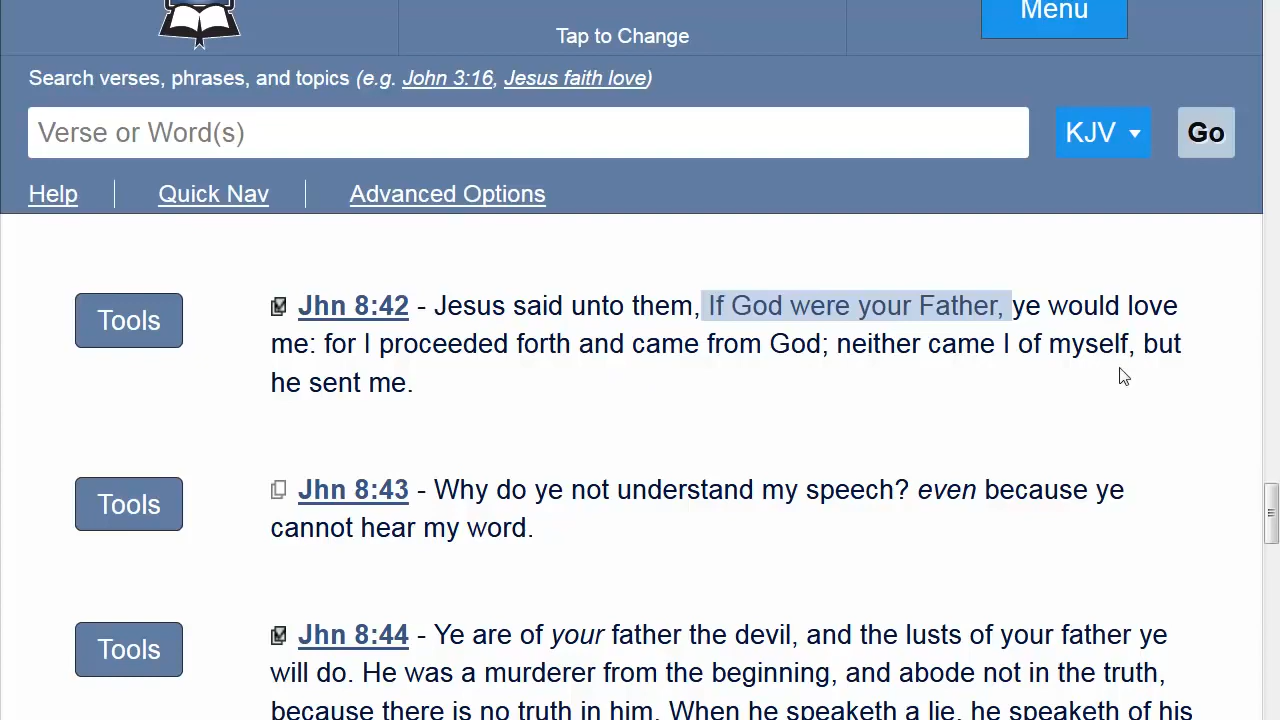 Menu
Tap to Change
Search verses, phrases, and topics (e.g. John 3:16, Jesus faith love)
Verse or Word(s)
KJV
Go
Help
Quick Nav
Advanced Options
Tools
Jhn 8:42 - Jesus said unto them, If God were your Father, ye would love
me: for I proceeded forth and came from God; neither came I of myself, but
he sent me.
Tools
Jhn 8:43 - Why do ye not understand my speech? even because ye
cannot hear my word.
Tools
Jhn 8:44 - Ye are of your father the devil, and the lusts of your father ye
will do. He was a murderer from the beginning, and abode not in the truth,
because there is no truth in him. When he speaketh a lie, he speaketh of his